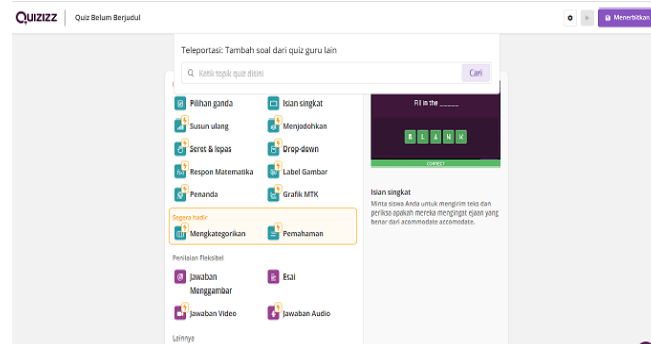 QUIZIZZ
Quiz Belum Berjudul
Menerbitkan
Teleportasi: Tambah soal dari quiz guru lain
Ketik topik quiz disini
Cari
Pilihan ganda
Isian singkat
Susun ulang
Menjodohkan
Seret & lepas
Drop-down
Respon Matematika
Label Gambar
Penanda
Grafik MTK
Segera hadir
Mengkategorikan
Pemahaman
Penilaian Fleksibel
Jawaban
Menggambar
Esai
Jawaban Video
Jawaban Audio
Lainnya
Fill in the ______
B L A N K
CORRECT
Isian singkat
Minta siswa Anda untuk mengirim teks dan
periksa apakah mereka mengingat ejaan yang
benar dari acammodate accomodate.